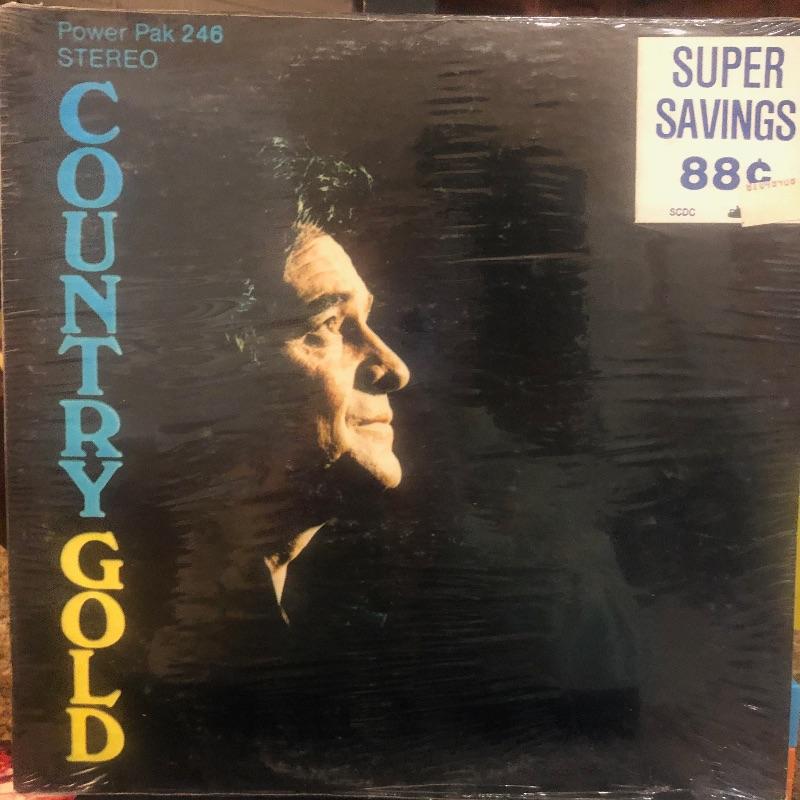 Power Pak 246
STEREO
COUNTRY
GOLD
SUPER
SAVINGS
88¢
SCDC